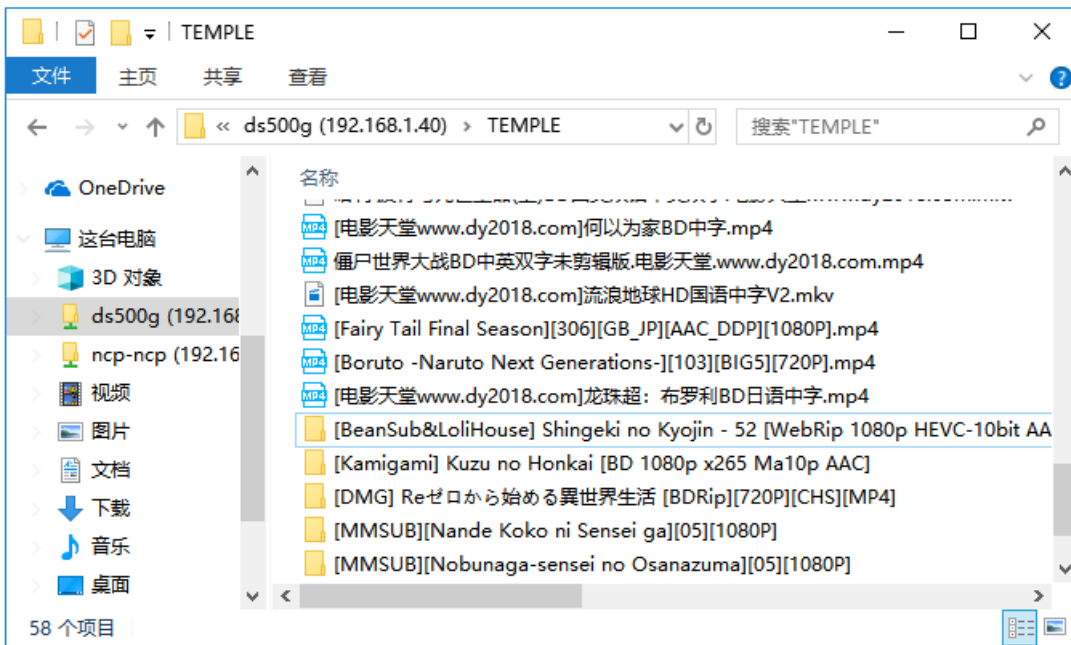 TEMPLE
文件 主页 共享 查看
« ds500g (192.168.1.40) › TEMPLE 搜索"TEMPLE"
OneDrive
这台电脑
3D 对象
ds500g (192.168
ncp-ncp (192.16
视频
图片
文档
下载
音乐
桌面
名称
[电影天堂www.dy2018.com]何以为家BD中字.mp4
僵尸世界大战BD中英双字未剪辑版.电影天堂.www.dy2018.com.mp4
[电影天堂www.dy2018.com]流浪地球HD国语中字V2.mkv
[Fairy Tail Final Season][306][GB_JP][AAC_DDP][1080P].mp4
[Boruto -Naruto Next Generations-][103][BIG5][720P].mp4
[电影天堂www.dy2018.com]龙珠超：布罗利BD日语中字.mp4
[BeanSub&LoliHouse] Shingeki no Kyojin - 52 [WebRip 1080p HEVC-10bit AA
[Kamigami] Kuzu no Honkai [BD 1080p x265 Ma10p AAC]
[DMG] Reゼロから始める異世界生活 [BDRip][720P][CHS][MP4]
[MMSUB][Nande Koko ni Sensei ga][05][1080P]
[MMSUB][Nobunaga-sensei no Osanazuma][05][1080P]
58 个项目